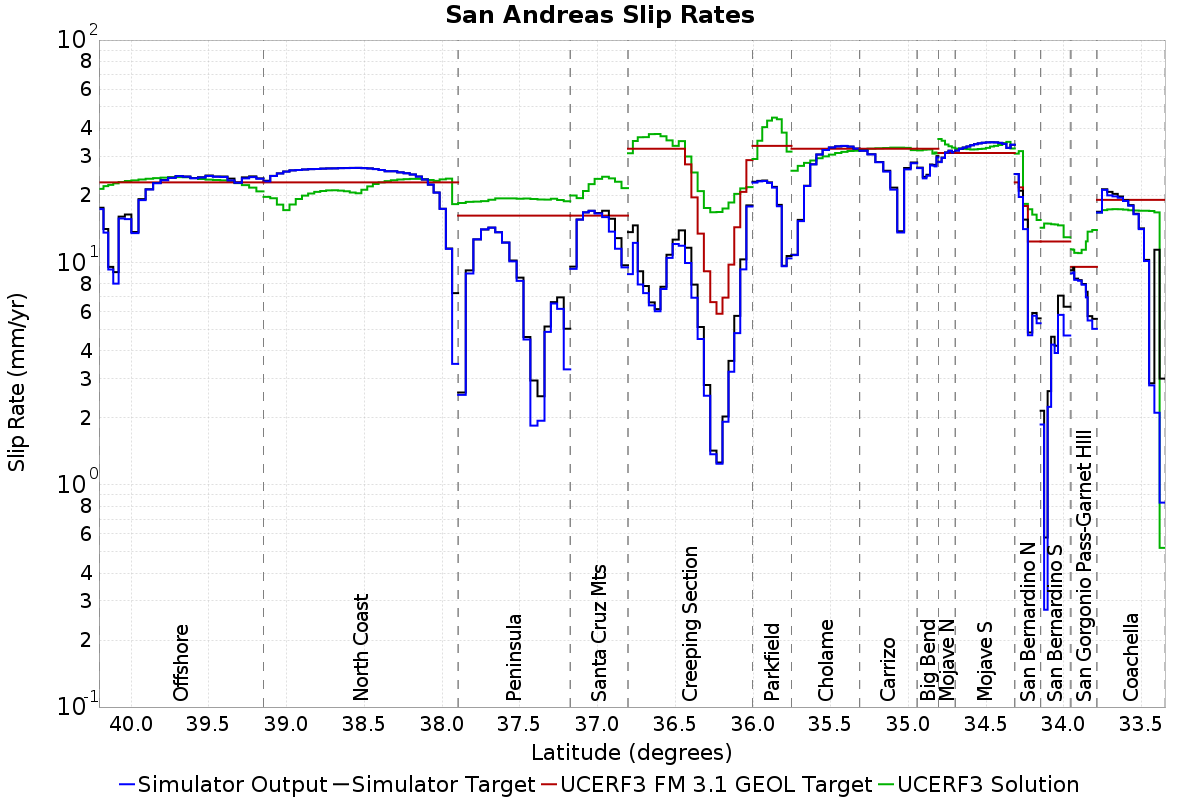 San Andreas Slip Rates
Slip Rate (mm/yr)
10^2
8
6
4
3
2
10^1
8
6
4
3
2
10^0
8
6
4
3
2
10^-1
Offshore
North Coast
Peninsula
Santa Cruz Mts
Creeping Section
Parkfield
Cholame
Carrizo
Big Bend
Mojave N
Mojave S
San Bernardino N
San Bernardino S
San Gorgonio Pass-Garnet HIll
Coachella
40.0 39.5 39.0 38.5 38.0 37.5 37.0 36.5 36.0 35.5 35.0 34.5 34.0 33.5
Latitude (degrees)
Simulator Output Simulator Target UCERF3 FM 3.1 GEOL Target UCERF3 Solution